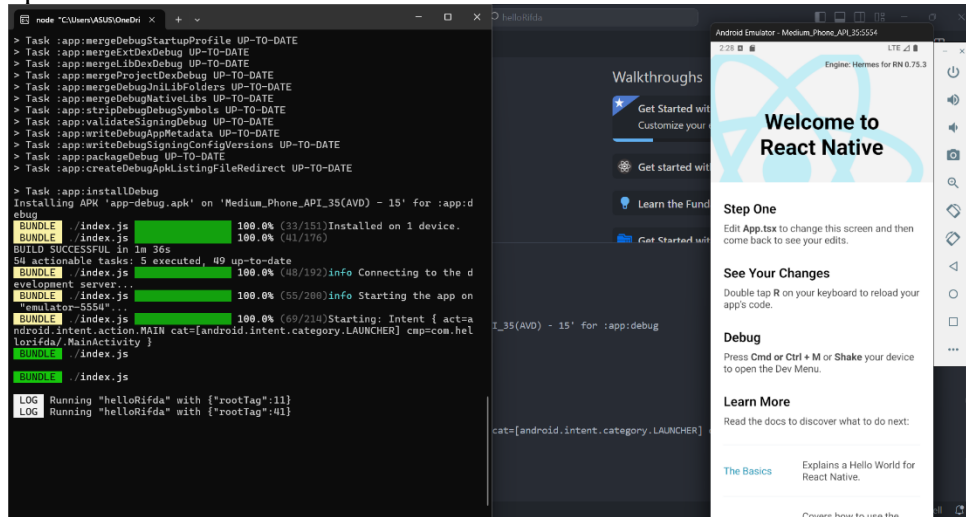 node "C:\Users\ASUS\OneDri
> Task :app:mergeDebugStartupProfile UP-TO-DATE
> Task :app:mergeExtDexDebug UP-TO-DATE
> Task :app:mergeLibDexDebug UP-TO-DATE
> Task :app:mergeProjectDexDebug UP-TO-DATE
> Task :app:mergeDebugJniLibFolders UP-TO-DATE
> Task :app:mergeDebugNativeLibs UP-TO-DATE
> Task :app:stripDebugDebugSymbols UP-TO-DATE
> Task :app:validateSigningDebug UP-TO-DATE
> Task :app:writeDebugAppMetadata UP-TO-DATE
> Task :app:writeDebugSigningConfigVersions UP-TO-DATE
> Task :app:packageDebug UP-TO-DATE
> Task :app:createDebugApkListingFileRedirect UP-TO-DATE
> Task :app:installDebug
Installing APK 'app-debug.apk' on 'Medium_Phone_API_35(AVD) - 15' for :app:d
ebug
BUNDLE ./index.js 100.0% (33/151)Installed on 1 device.
BUNDLE ./index.js 100.0% (41/176)
BUILD SUCCESSFUL in 1m 36s
54 actionable tasks: 5 executed, 49 up-to-date
BUNDLE ./index.js 100.0% (48/192)info Connecting to the d
evelopment server...
BUNDLE ./index.js 100.0% (55/200)info Starting the app on
"emulator-5554"...
BUNDLE ./index.js 100.0% (69/214)Starting: Intent { act=a
ndroid.intent.action.MAIN cat=[android.intent.category.LAUNCHER] cmp=com.hel
lorifda/.MainActivity }
BUNDLE ./index.js
BUNDLE ./index.js
LOG Running "helloRifda" with {"rootTag":11}
LOG Running "helloRifda" with {"rootTag":41}
helloRifda
Walkthroughs
Get Started wit
Customize your
Get started wit
Learn the Fund
Get Started wit
I_35(AVD) - 15' for :app:debug
cat=[android.intent.category.LAUNCHER]
Android Emulator - Medium_Phone_API_35:5554
2:28
LTE
Engine: Hermes for RN 0.75.3
Welcome to
React Native
Step One
Edit App.tsx to change this screen and then
come back to see your edits.
See Your Changes
Double tap R on your keyboard to reload your
app's code.
Debug
Press Cmd or Ctrl + M or Shake your device
to open the Dev Menu.
Learn More
Read the docs to discover what to do next:
The Basics
Explains a Hello World for
React Native.
Covers how to use the